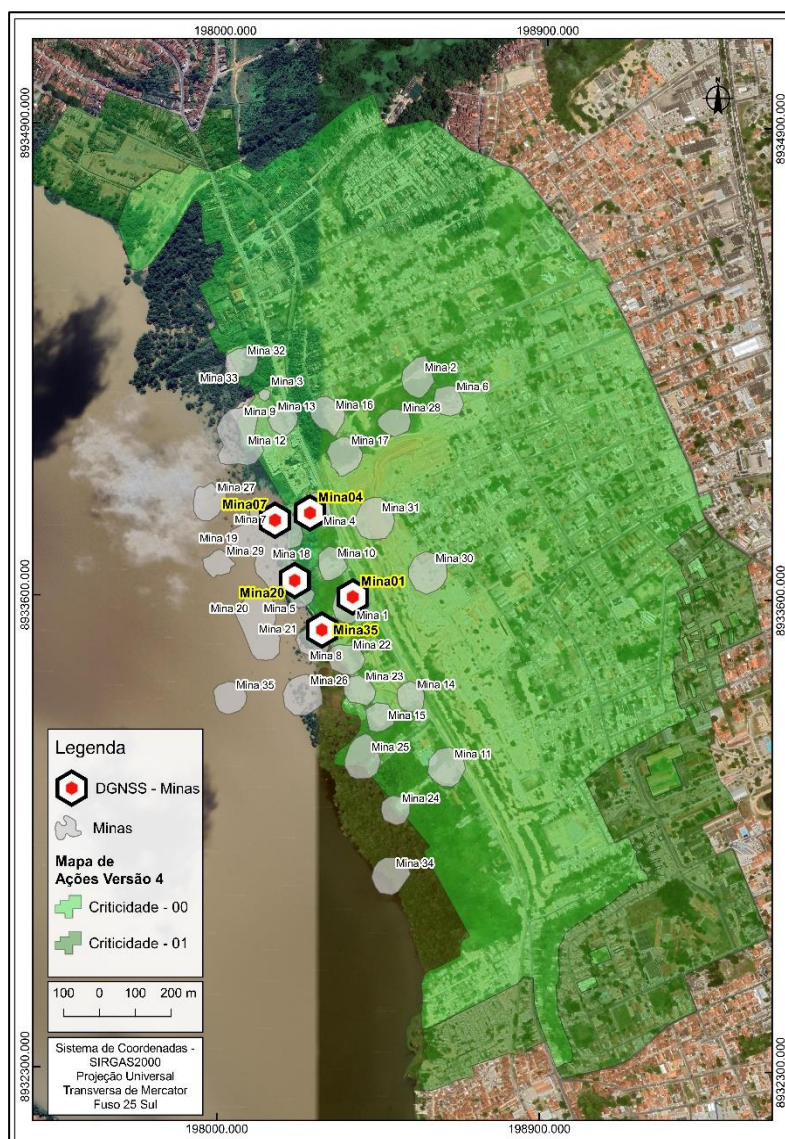 198000.000
198900.000
8934900.000
8934900.000
N
Mina 32
Mina 33
Mina 3
Mina 2
Mina 6
Mina 9
Mina 13
Mina 16
Mina 28
Mina 12
Mina 17
Mina 27
Mina07
Mina04
Mina 7
Mina 4
Mina 31
Mina 19
Mina 29
Mina 18
Mina 10
Mina 30
Mina20
Mina01
8933600.000
8933600.000
Mina 20
Mina 5
Mina 1
Mina 21
Mina35
Mina 22
Mina 8
Mina 35
Mina 26
Mina 23
Mina 14
Mina 15
Mina 25
Mina 11
Mina 24
Mina 34
Legenda
DGNSS - Minas
Minas
Mapa de
Ações Versão 4
Criticidade - 00
Criticidade - 01
100 0 100 200 m
Sistema de Coordenadas -
SIRGAS2000
Projeção Universal
Transversa de Mercator
Fuso 25 Sul
8932300.000
8932300.000
198000.000
198900.000